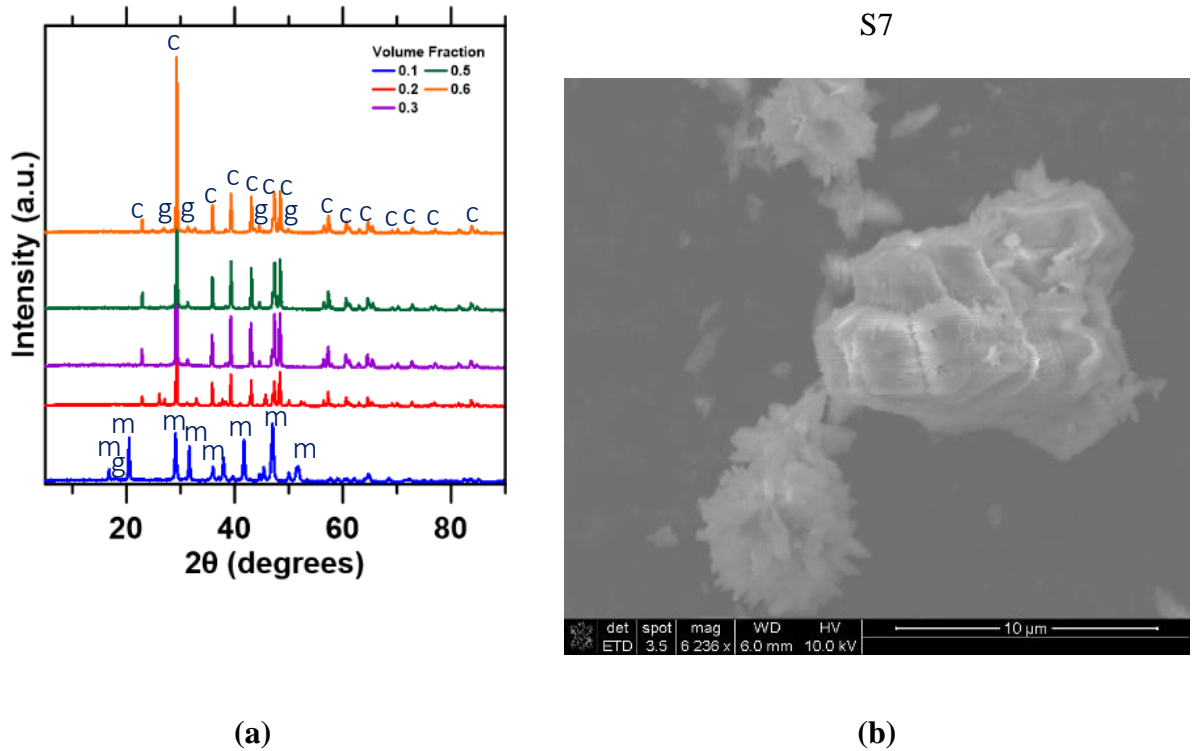 S7
Volume Fraction
0.1 0.5
0.2 0.6
0.3
Intensity (a.u.)
c
c g g c c c g c c g c c c c c c c
m g m m m m m m m
20 40 60 80
2θ (degrees)
det spot mag WD HV
ETD 3.5 6 236 x 6.0 mm 10.0 kV
10 µm
(a)
(b)